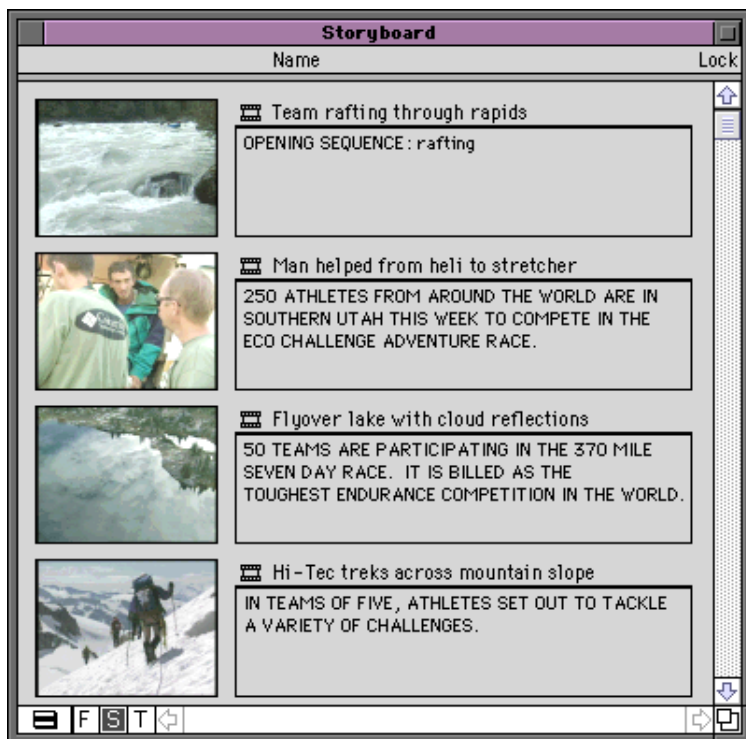 Storyboard
Name Lock
Team rafting through rapids
OPENING SEQUENCE: rafting
Man helped from heli to stretcher
250 ATHLETES FROM AROUND THE WORLD ARE IN
SOUTHERN UTAH THIS WEEK TO COMPETE IN THE
ECO CHALLENGE ADVENTURE RACE.
Flyover lake with cloud reflections
50 TEAMS ARE PARTICIPATING IN THE 370 MILE
SEVEN DAY RACE. IT IS BILLED AS THE
TOUGHEST ENDURANCE COMPETITION IN THE WORLD.
Hi-Tec treks across mountain slope
IN TEAMS OF FIVE, ATHLETES SET OUT TO TACKLE
A VARIETY OF CHALLENGES.
F S T